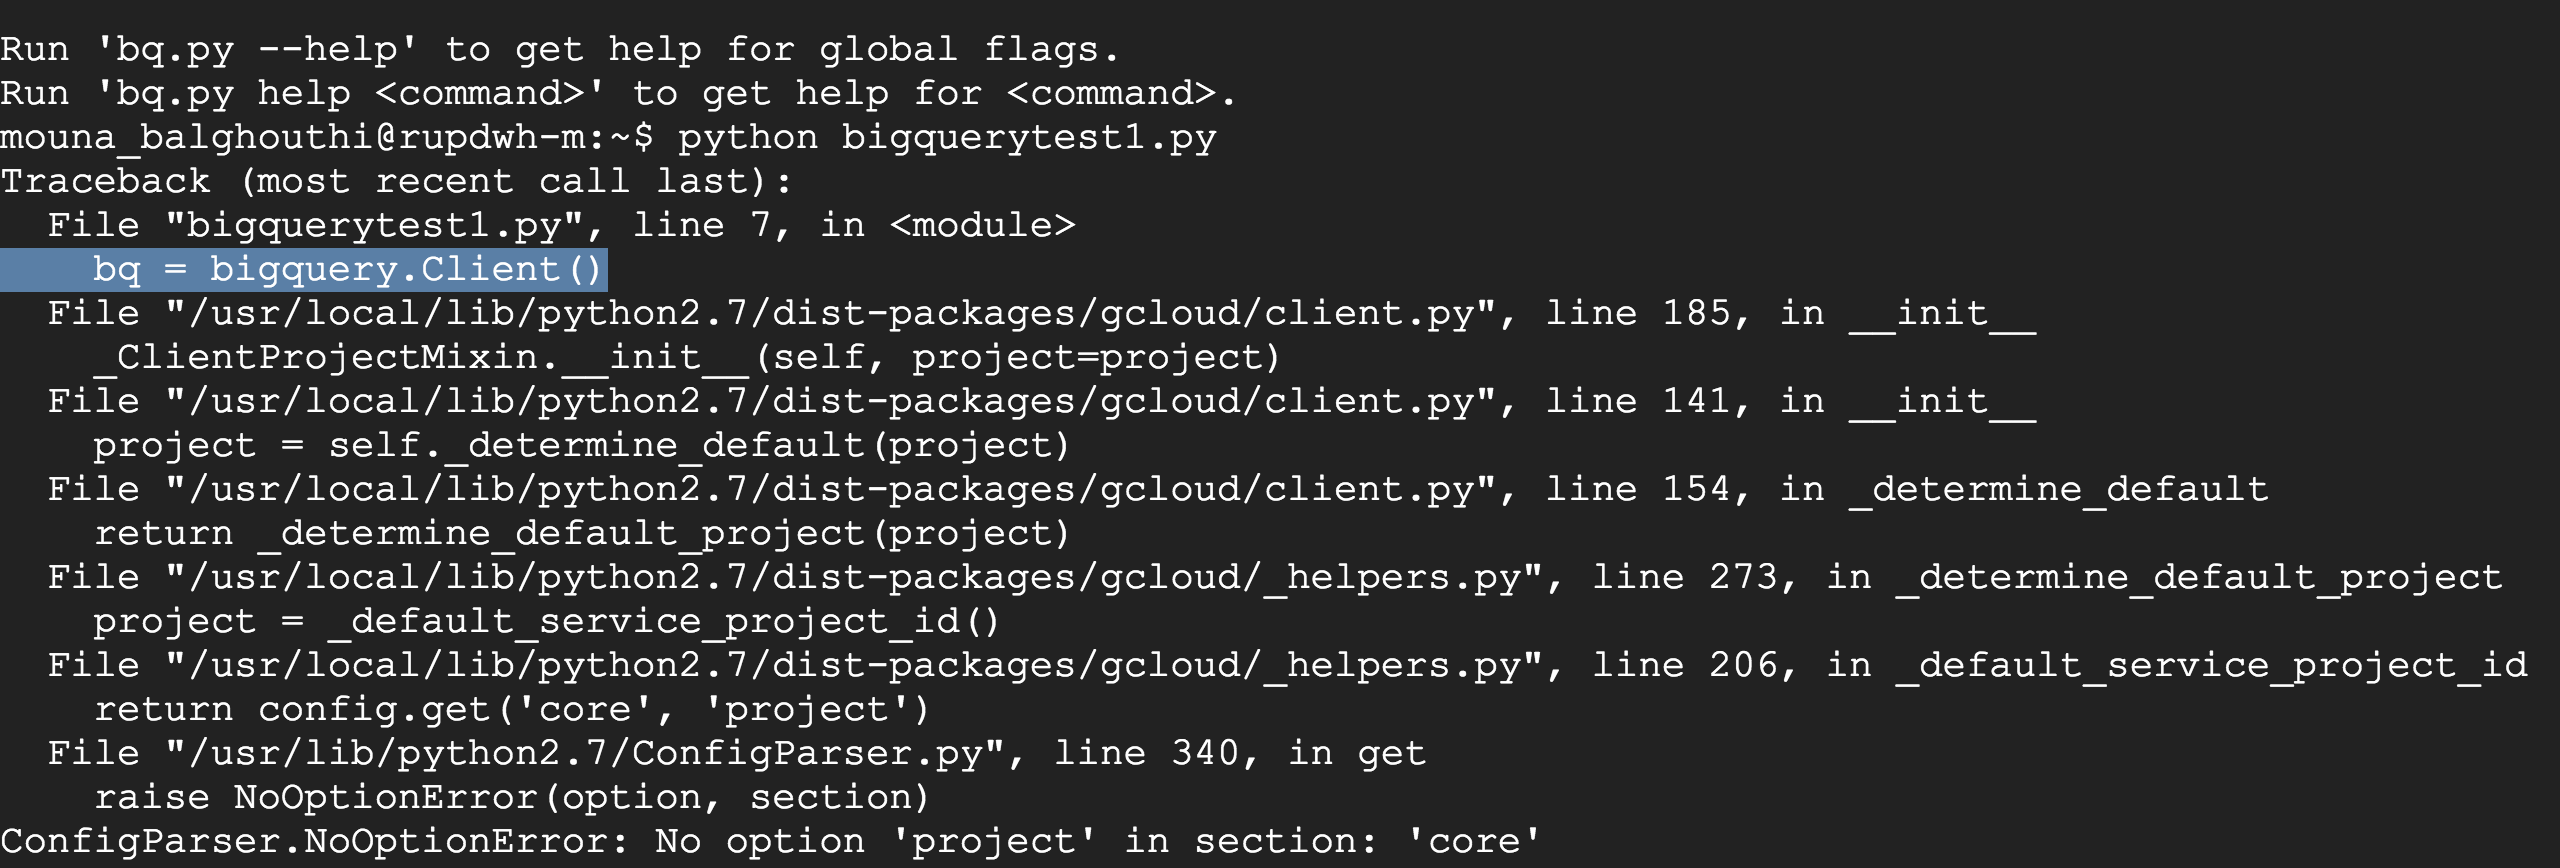 Run 'bq.py --help' to get help for global flags.
Run 'bq.py help <command>' to get help for <command>.
mouna_balghouthi@rupdwh-m:~$ python bigquerytest1.py
Traceback (most recent call last):
  File "bigquerytest1.py", line 7, in <module>
    bq = bigquery.Client()
  File "/usr/local/lib/python2.7/dist-packages/gcloud/client.py", line 185, in __init__
    _ClientProjectMixin.__init__(self, project=project)
  File "/usr/local/lib/python2.7/dist-packages/gcloud/client.py", line 141, in __init__
    project = self._determine_default(project)
  File "/usr/local/lib/python2.7/dist-packages/gcloud/client.py", line 154, in _determine_default
    return _determine_default_project(project)
  File "/usr/local/lib/python2.7/dist-packages/gcloud/_helpers.py", line 273, in _determine_default_project
    project = _default_service_project_id()
  File "/usr/local/lib/python2.7/dist-packages/gcloud/_helpers.py", line 206, in _default_service_project_id
    return config.get('core', 'project')
  File "/usr/lib/python2.7/ConfigParser.py", line 340, in get
    raise NoOptionError(option, section)
ConfigParser.NoOptionError: No option 'project' in section: 'core'